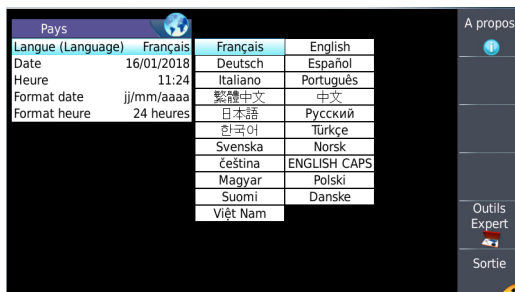 Pays
Langue (Language) Français
Date 16/01/2018
Heure 11:24
Format date jj/mm/aaaa
Format heure 24 heures
Français English
Deutsch Español
Italiano Português
繁體中文 中文
日本語 Русский
한국어 Türkçe
Svenska Norsk
čeština ENGLISH CAPS
Magyar Polski
Suomi Danske
Việt Nam
A propos
Outils
Expert
Sortie